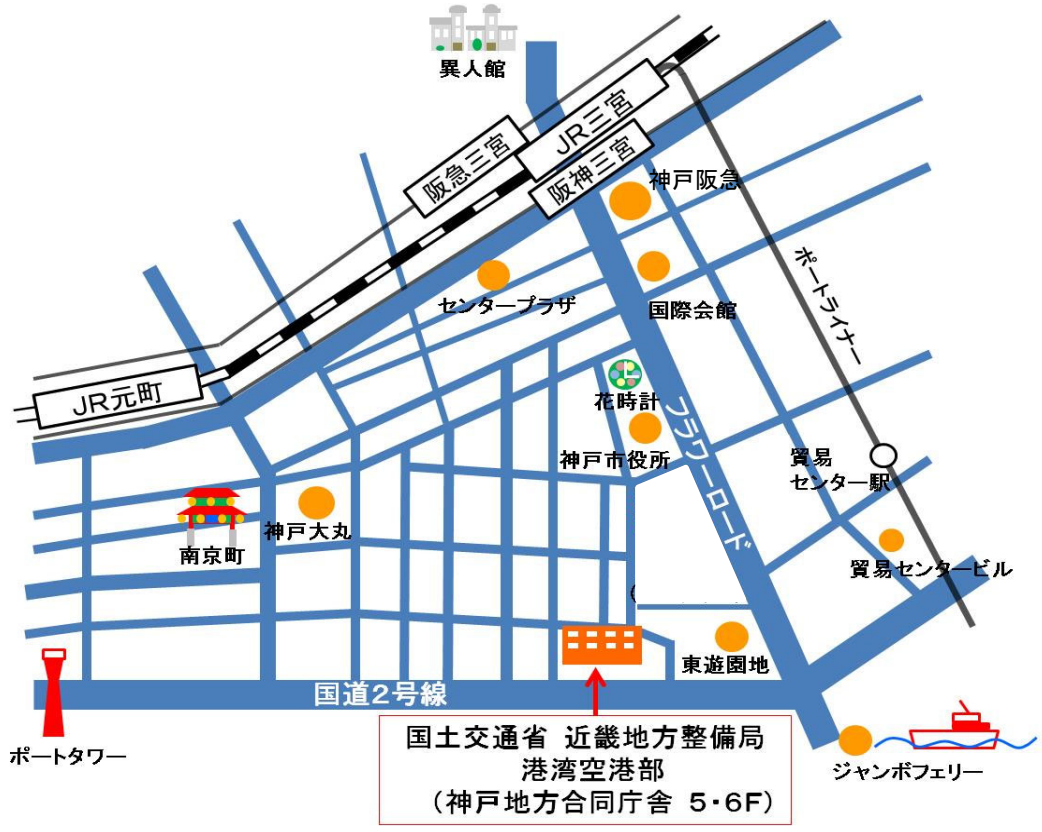 異人館
JR三宮
阪急三宮
阪神三宮
神戸阪急
ポートライナー
センタープラザ
国際会館
JR元町
花時計
フラワーロード
神戸市役所
貿易
センター駅
神戸大丸
南京町
貿易センタービル
東遊園地
国道2号線
ポートタワー
ジャンボフェリー
国土交通省 近畿地方整備局
港湾空港部
(神戸地方合同庁舎 5・6F)